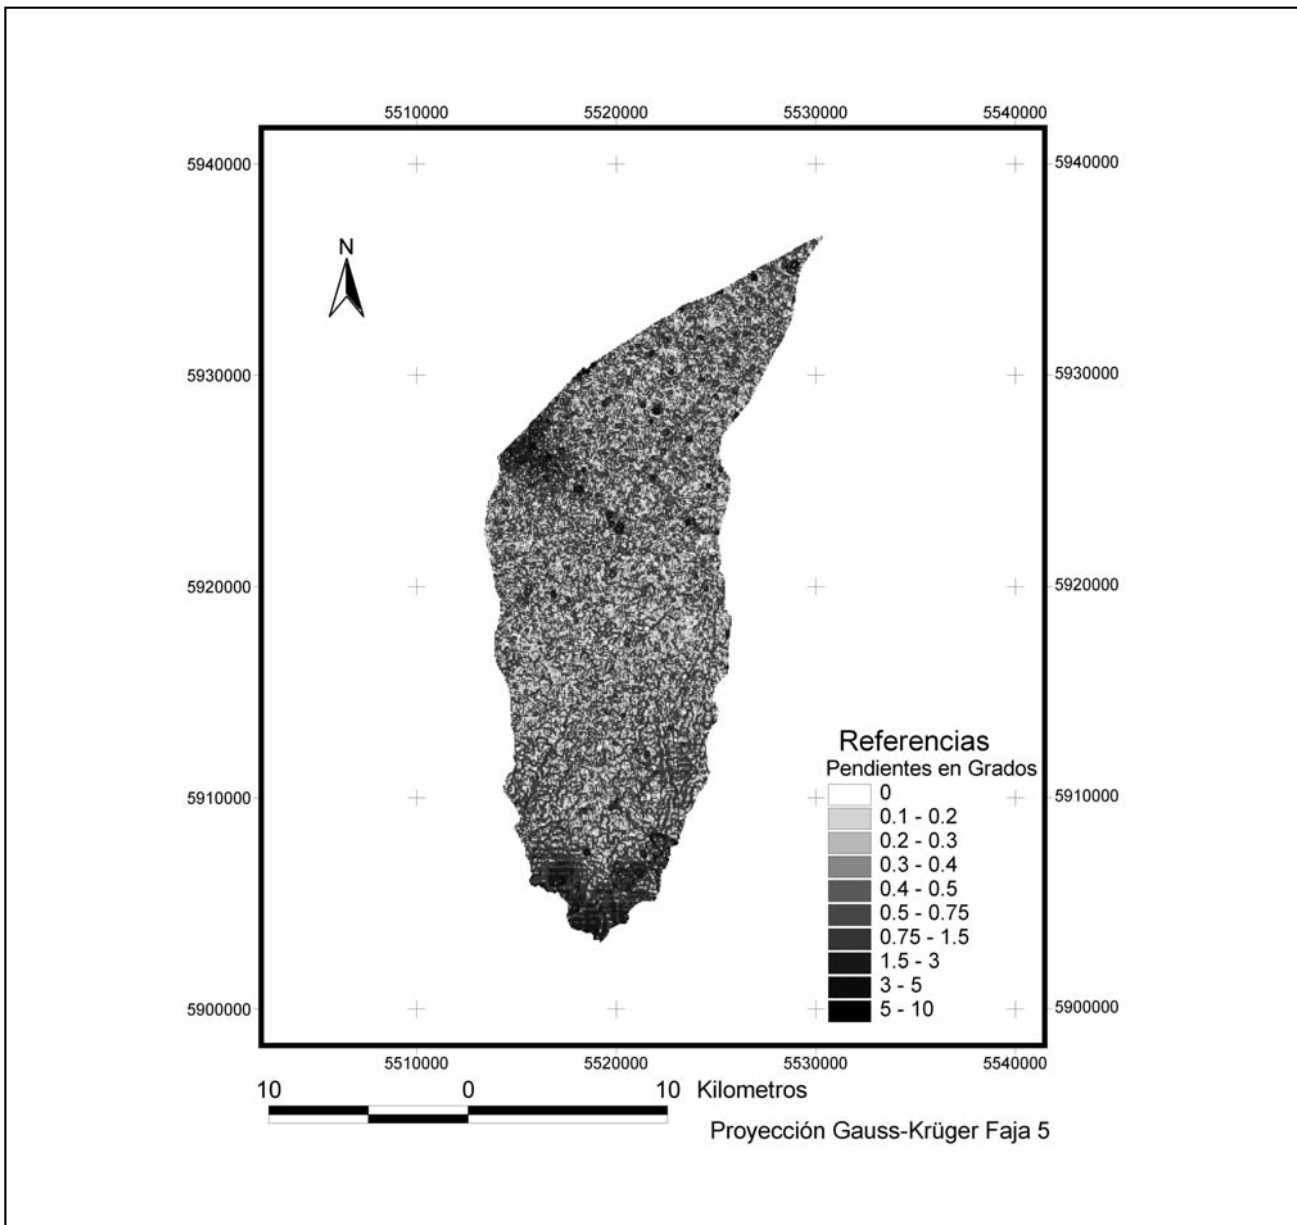 5510000 5520000 5530000 5540000
5940000 5940000
N
5930000 5930000
5920000 5920000
Referencias
Pendientes en Grados
0
5910000 5910000
0.1 - 0.2
0.2 - 0.3
0.3 - 0.4
0.4 - 0.5
0.5 - 0.75
0.75 - 1.5
1.5 - 3
3 - 5
5900000 5900000
5 - 10
5510000 5520000 5530000 5540000
10 0 10 Kilometros
Proyección Gauss-Krüger Faja 5